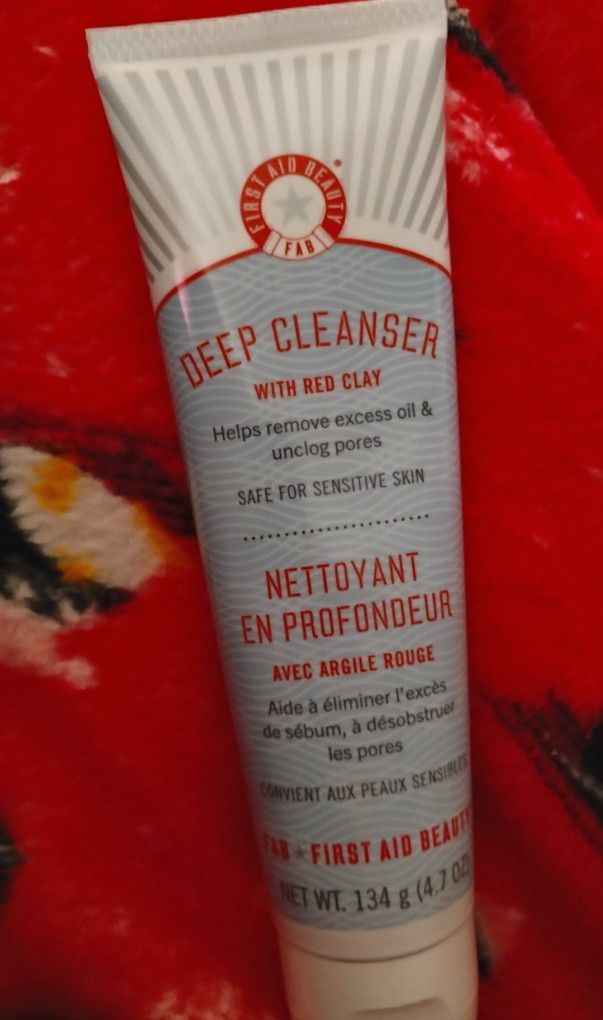 FIRST AID BEAUTY®
FAB
DEEP CLEANSER
WITH RED CLAY
Helps remove excess oil &
unclog pores
SAFE FOR SENSITIVE SKIN
NETTOYANT
EN PROFONDEUR
AVEC ARGILE ROUGE
Aide à éliminer l'excès
de sébum, à désobstruer
les pores
CONVIENT AUX PEAUX SENSIBLES
FAB ★ FIRST AID BEAUTY
NET WT. 134 g (4.7 OZ)